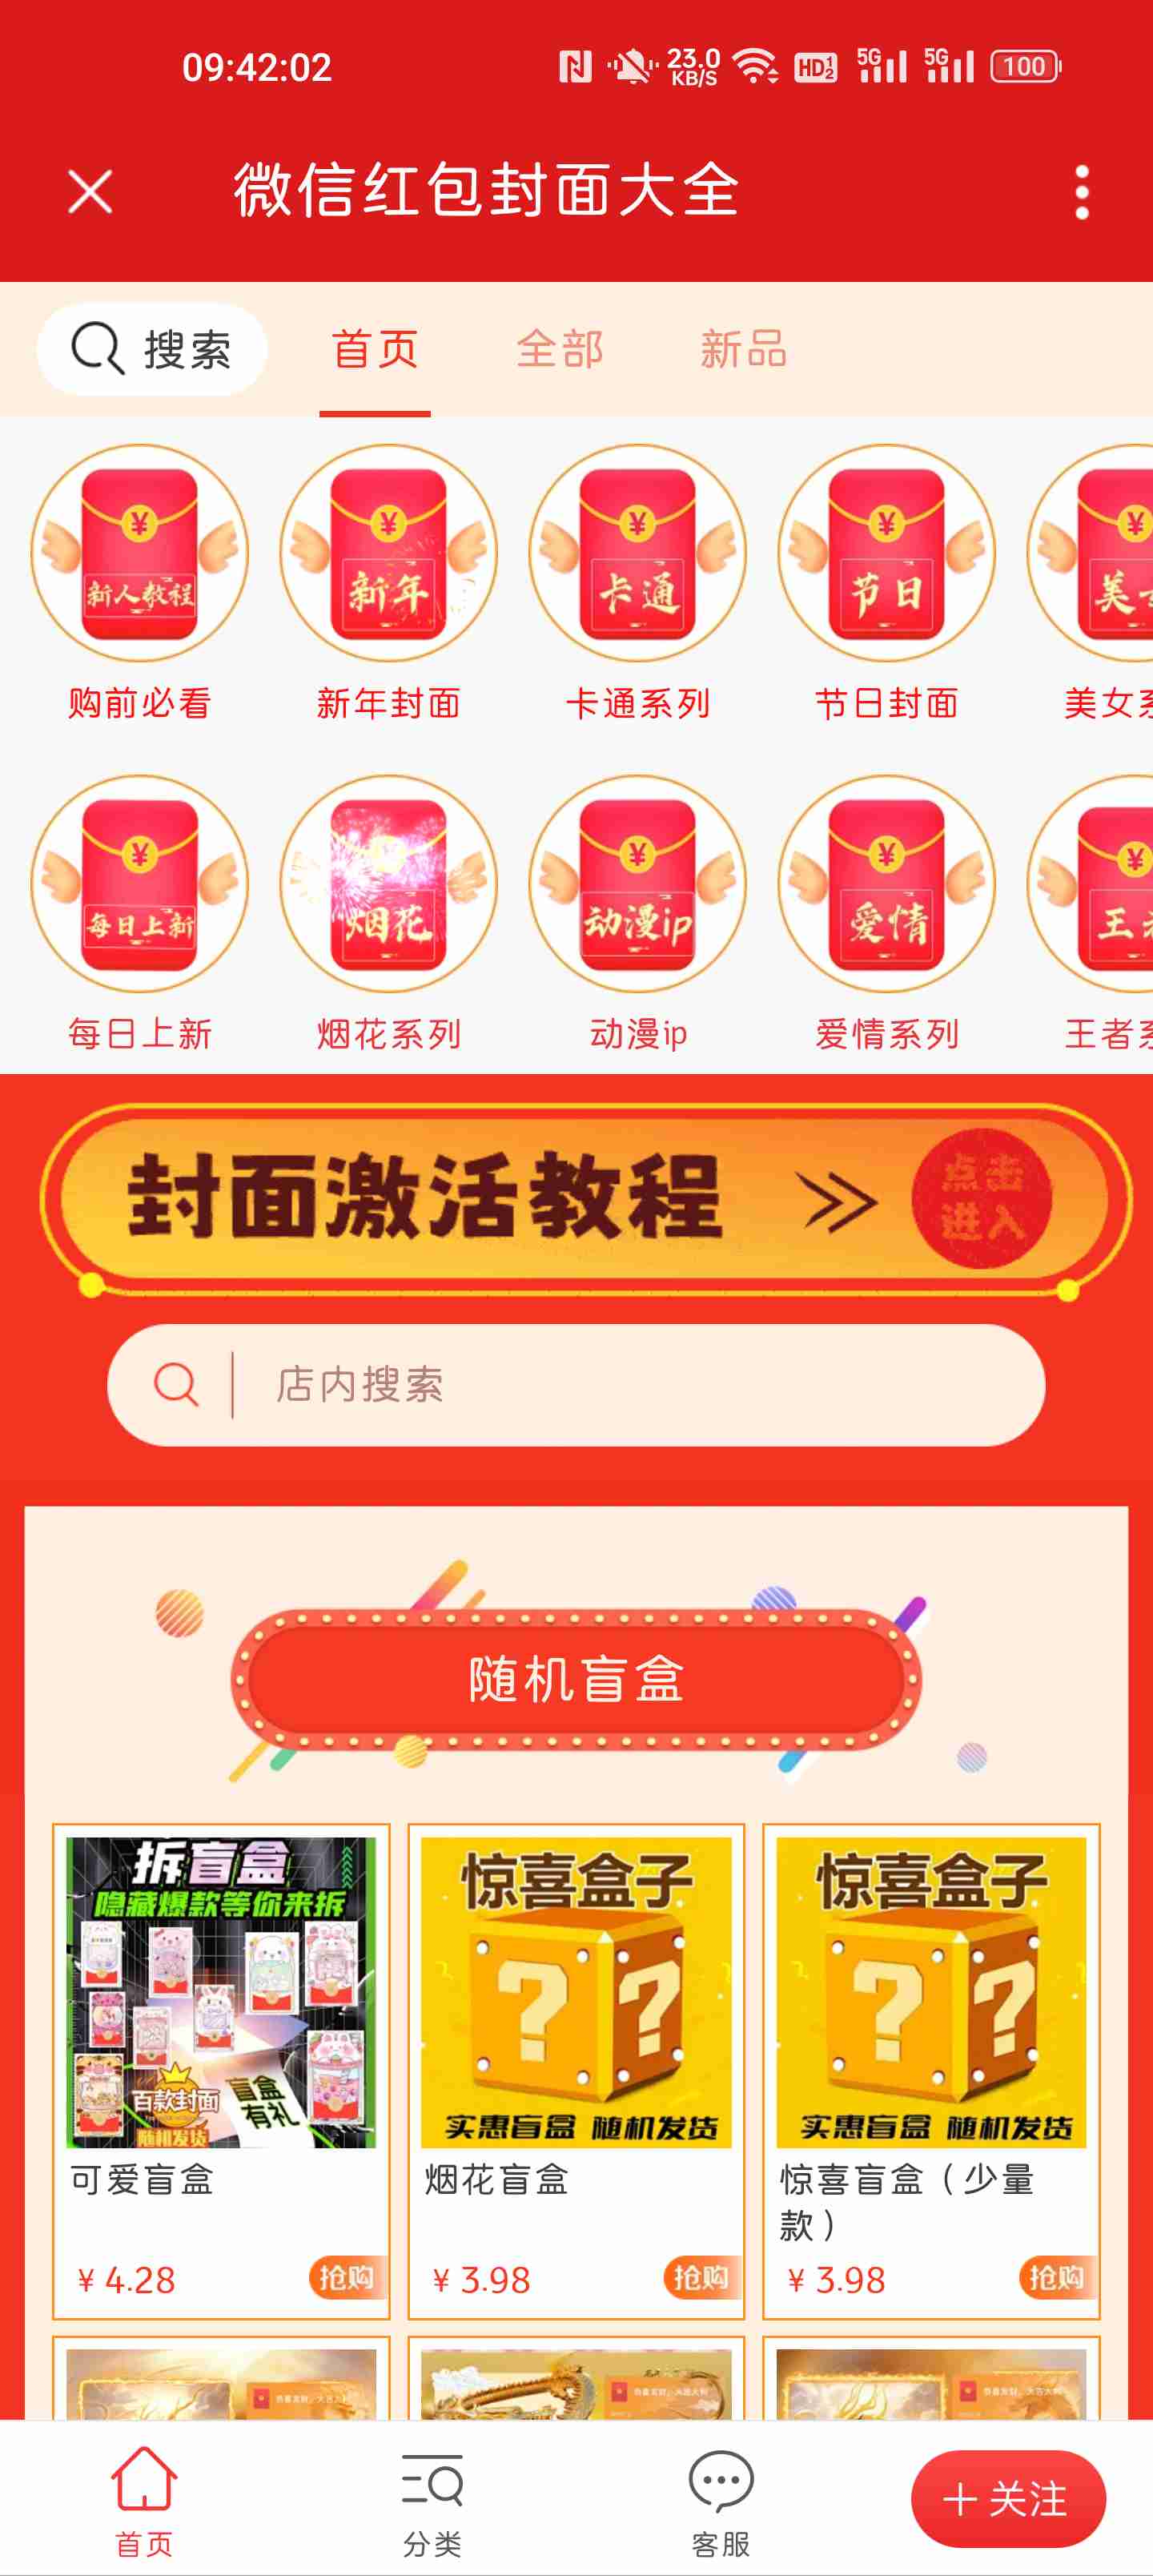 09:42:02
23.0
KB/S
HD
5G
5G
100
微信红包封面大全
搜索
首页
全部
新品
新人教程
新年
卡通
节日
购前必看
新年封面
卡通系列
节日封面
美女系
每日上新
烟花
动漫ip
爱情
每日上新
烟花系列
动漫ip
爱情系列
王者系
封面激活教程
点击
进入
店内搜索
随机盲盒
拆盲盒
隐藏爆款等你来拆
百款封面
随机发货
盲盒
有礼
惊喜盒子
实惠盲盒 随机发货
惊喜盒子
实惠盲盒 随机发货
可爱盲盒
烟花盲盒
惊喜盲盒（少量
款）
¥ 4.28
抢购
¥ 3.98
抢购
¥ 3.98
抢购
首页
分类
客服
关注